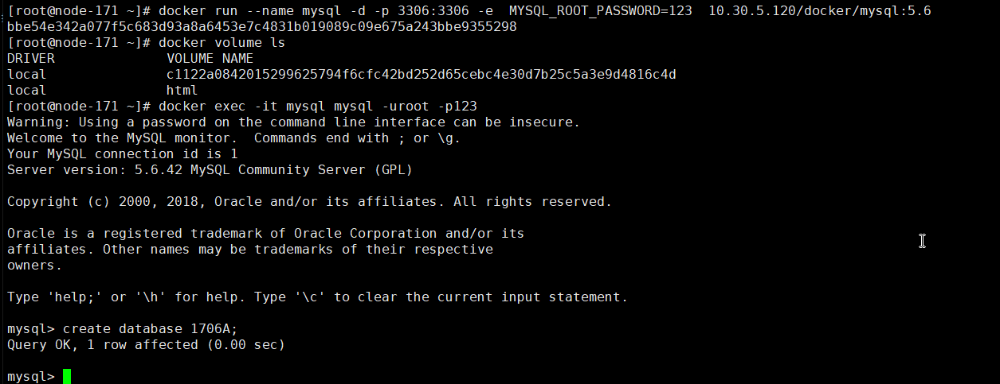 [root@node-171 ~]# docker run --name mysql -d -p 3306:3306 -e  MYSQL_ROOT_PASSWORD=123  10.30.5.120/docker/mysql:5.6
bbe54e342a077f5c683d93a8a6453e7c4831b019089c09e675a243bbe9355298
[root@node-171 ~]# docker volume ls
DRIVER              VOLUME NAME
local               c1122a0842015299625794f6cfc42bd252d65cebc4e30d7b25c5a3e9d4816c4d
local               html
[root@node-171 ~]# docker exec -it mysql mysql -uroot -p123
Warning: Using a password on the command line interface can be insecure.
Welcome to the MySQL monitor.  Commands end with ; or \g.
Your MySQL connection id is 1
Server version: 5.6.42 MySQL Community Server (GPL)
Copyright (c) 2000, 2018, Oracle and/or its affiliates. All rights reserved.
Oracle is a registered trademark of Oracle Corporation and/or its
affiliates. Other names may be trademarks of their respective
owners.
Type 'help;' or '\h' for help. Type '\c' to clear the current input statement.
mysql> create database 1706A;
Query OK, 1 row affected (0.00 sec)
mysql>